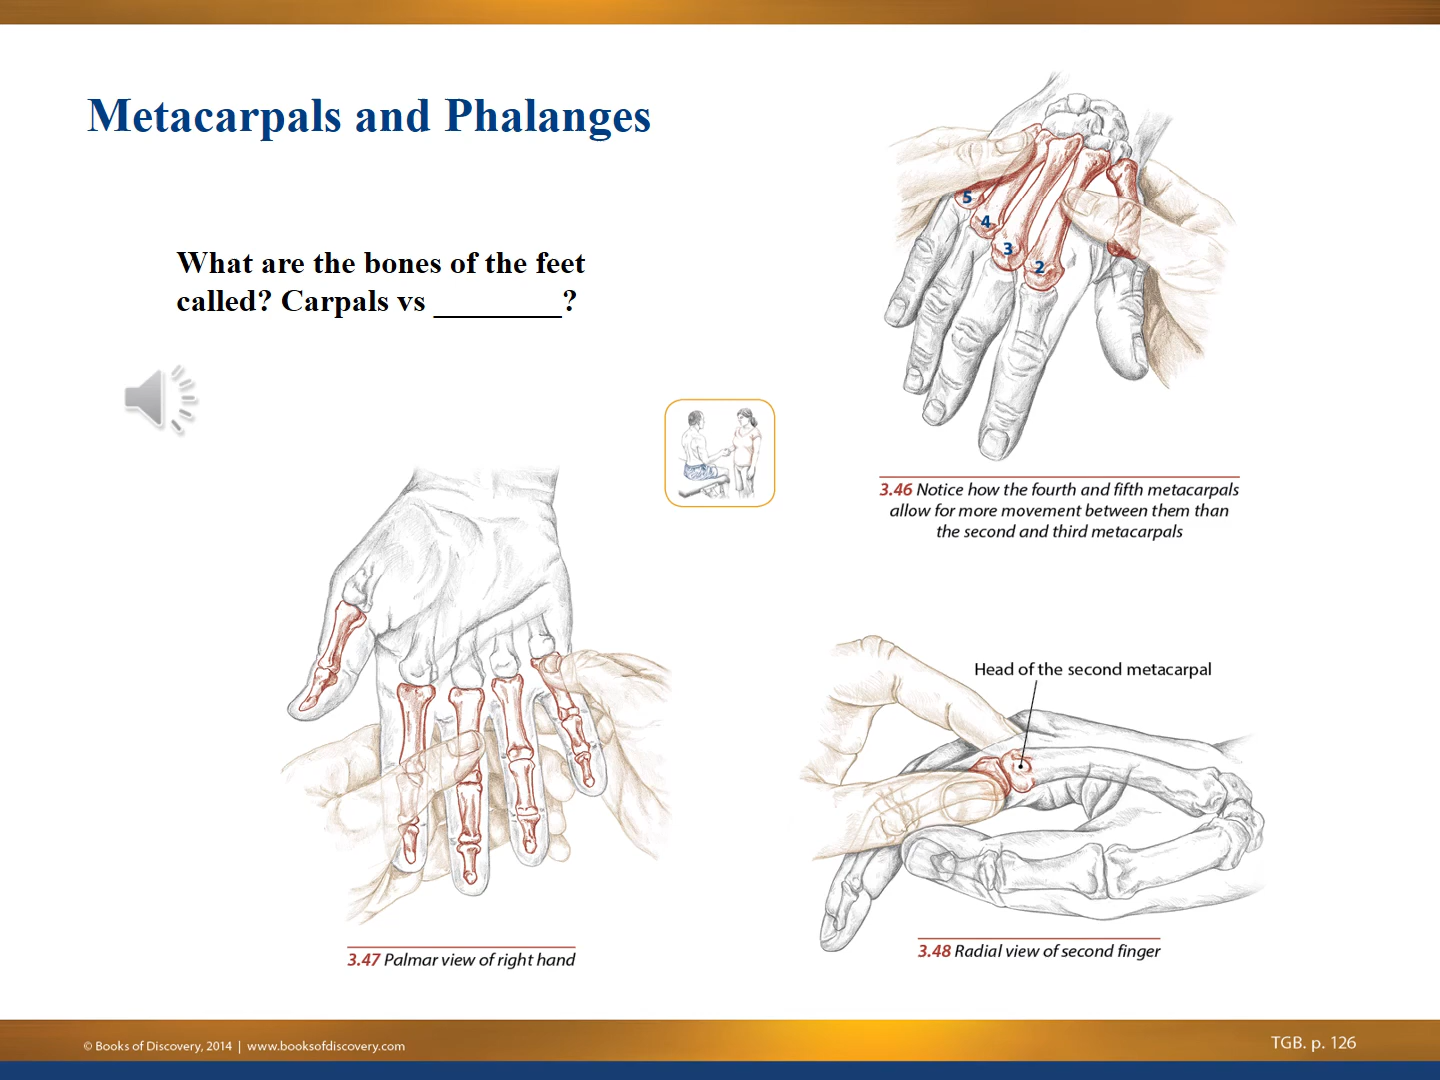 Metacarpals and Phalanges
What are the bones of the feet
called? Carpals vs ________?
5
4
3
2
3.46 Notice how the fourth and fifth metacarpals
allow for more movement between them than
the second and third metacarpals
Head of the second metacarpal
3.47 Palmar view of right hand
3.48 Radial view of second finger
© Books of Discovery, 2014 | www.booksofdiscovery.com
TGB. p. 126